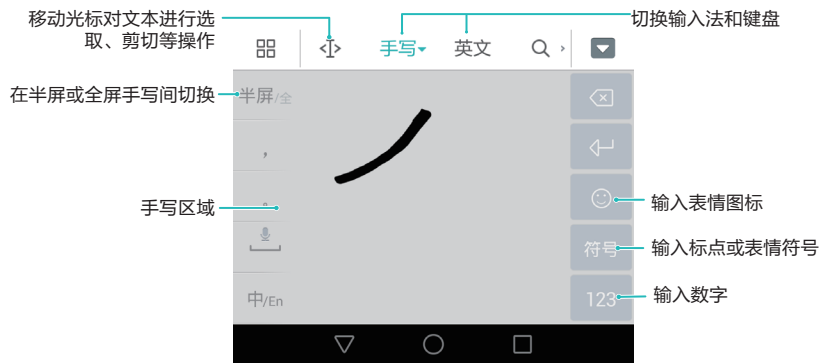 移动光标对文本进行选
取、剪切等操作
切换输入法和键盘
手写 英文
在半屏或全屏手写间切换
半屏/全
，
手写区域
。
输入表情图标
符号
输入标点或表情符号
中/En
123
输入数字